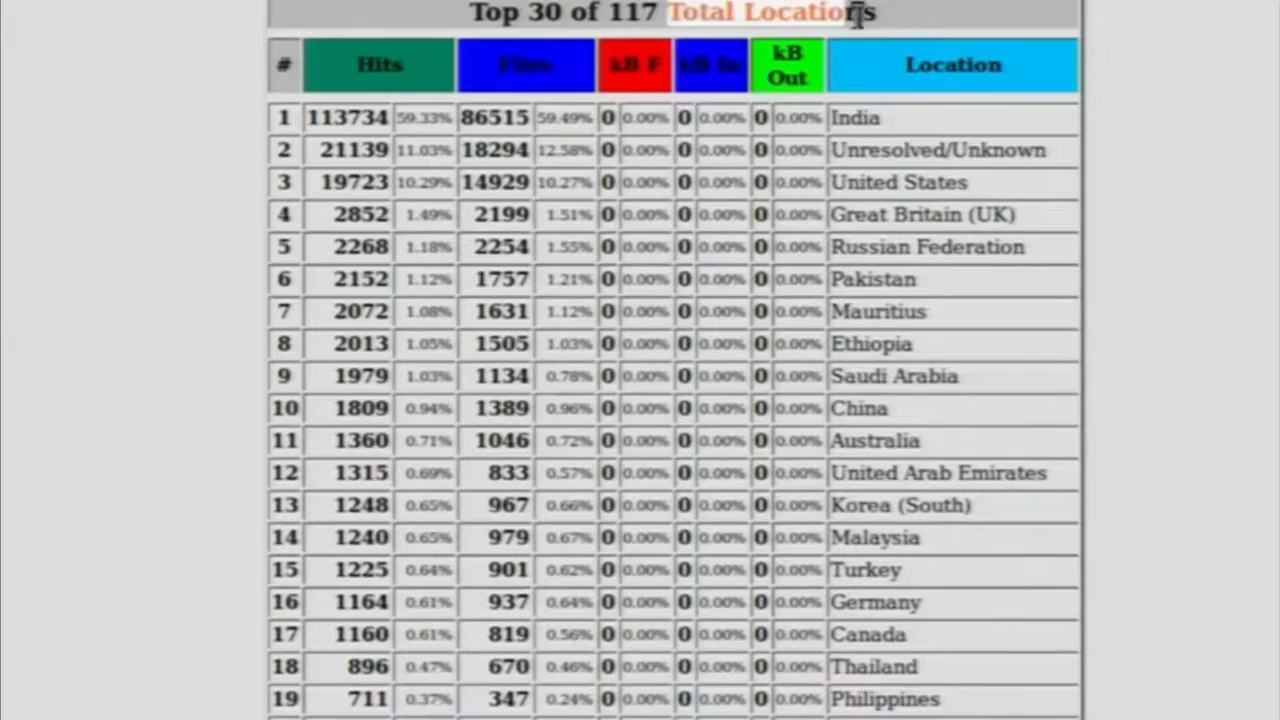 Top 30 of 117 Total Locations
# Hits Files kB F kB In kB Out Location
1 113734 59.33% 86515 59.49% 0 0.00% 0 0.00% 0 0.00% India
2 21139 11.03% 18294 12.58% 0 0.00% 0 0.00% 0 0.00% Unresolved/Unknown
3 19723 10.29% 14929 10.27% 0 0.00% 0 0.00% 0 0.00% United States
4 2852 1.49% 2199 1.51% 0 0.00% 0 0.00% 0 0.00% Great Britain (UK)
5 2268 1.18% 2254 1.55% 0 0.00% 0 0.00% 0 0.00% Russian Federation
6 2152 1.12% 1757 1.21% 0 0.00% 0 0.00% 0 0.00% Pakistan
7 2072 1.08% 1631 1.12% 0 0.00% 0 0.00% 0 0.00% Mauritius
8 2013 1.05% 1505 1.03% 0 0.00% 0 0.00% 0 0.00% Ethiopia
9 1979 1.03% 1134 0.78% 0 0.00% 0 0.00% 0 0.00% Saudi Arabia
10 1809 0.94% 1389 0.96% 0 0.00% 0 0.00% 0 0.00% China
11 1360 0.71% 1046 0.72% 0 0.00% 0 0.00% 0 0.00% Australia
12 1315 0.69% 833 0.57% 0 0.00% 0 0.00% 0 0.00% United Arab Emirates
13 1248 0.65% 967 0.66% 0 0.00% 0 0.00% 0 0.00% Korea (South)
14 1240 0.65% 979 0.67% 0 0.00% 0 0.00% 0 0.00% Malaysia
15 1225 0.64% 901 0.62% 0 0.00% 0 0.00% 0 0.00% Turkey
16 1164 0.61% 937 0.64% 0 0.00% 0 0.00% 0 0.00% Germany
17 1160 0.61% 819 0.56% 0 0.00% 0 0.00% 0 0.00% Canada
18 896 0.47% 670 0.46% 0 0.00% 0 0.00% 0 0.00% Thailand
19 711 0.37% 347 0.24% 0 0.00% 0 0.00% 0 0.00% Philippines